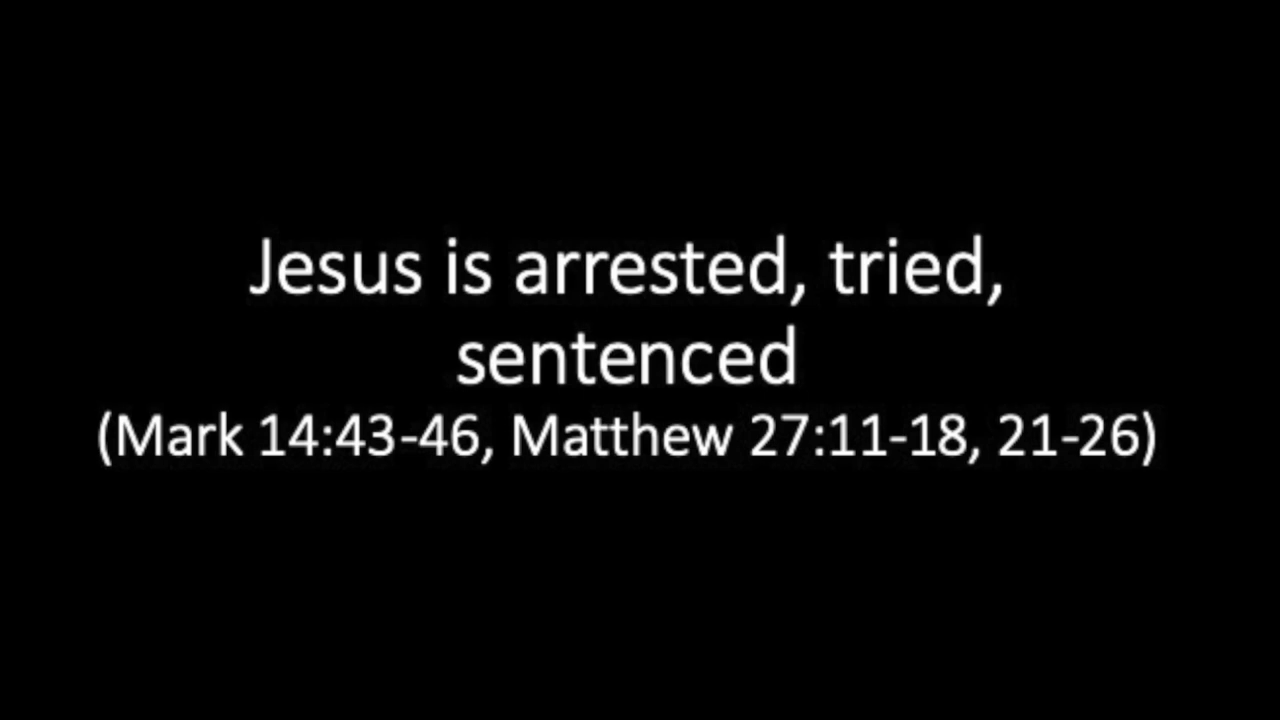 Jesus is arrested, tried,
sentenced
(Mark 14:43-46, Matthew 27:11-18, 21-26)